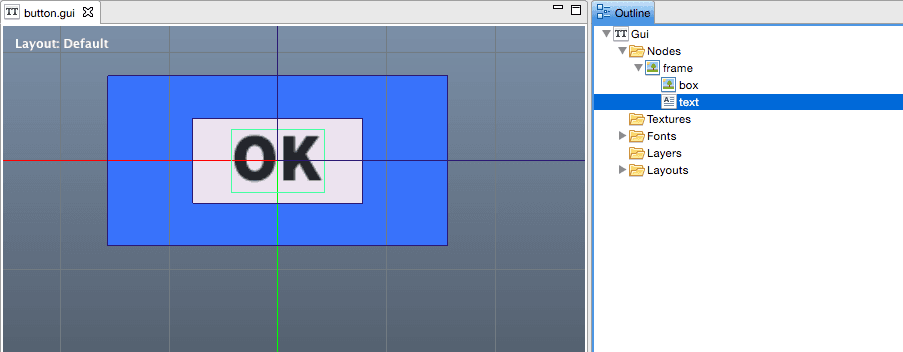 TT button.gui
Layout: Default
OK
Outline
TT Gui
Nodes
frame
box
A text
Textures
Fonts
Layers
Layouts